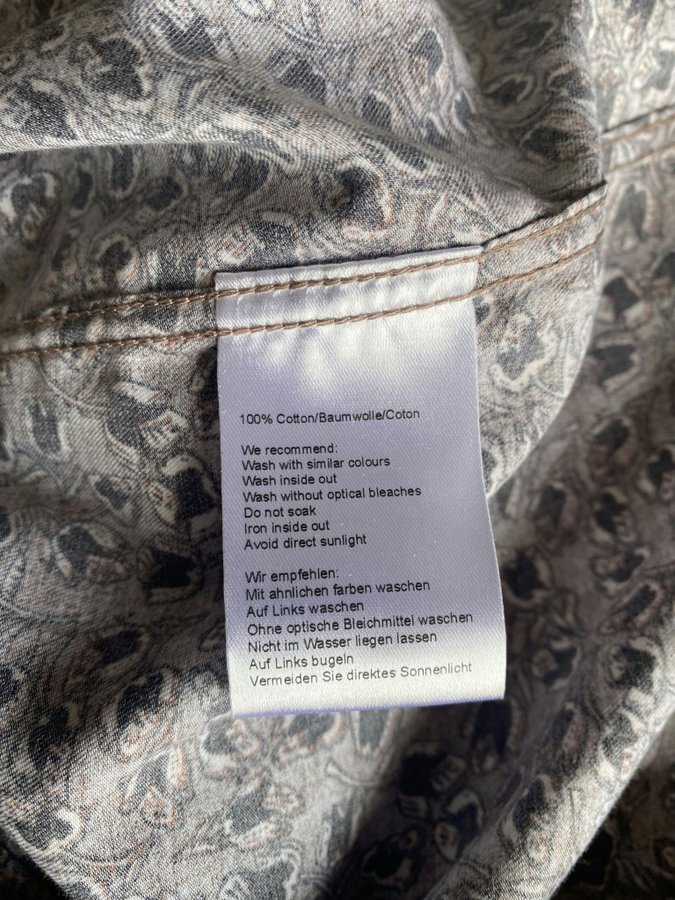 100% Cotton/Baumwolle/Coton
We recommend:
Wash with similar colours
Wash inside out
Wash without optical bleaches
Do not soak
Iron inside out
Avoid direct sunlight
Wir empfehlen:
Mit ahnlichen farben waschen
Auf Links waschen
Ohne optische Bleichmittel waschen
Nicht im Wasser liegen lassen
Auf Links bugeln
Vermeiden Sie direktes Sonnenlicht